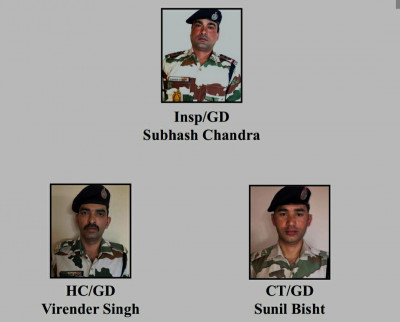 Insp/GD
Subhash Chandra
HC/GD
Virender Singh
CT/GD
Sunil Bisht